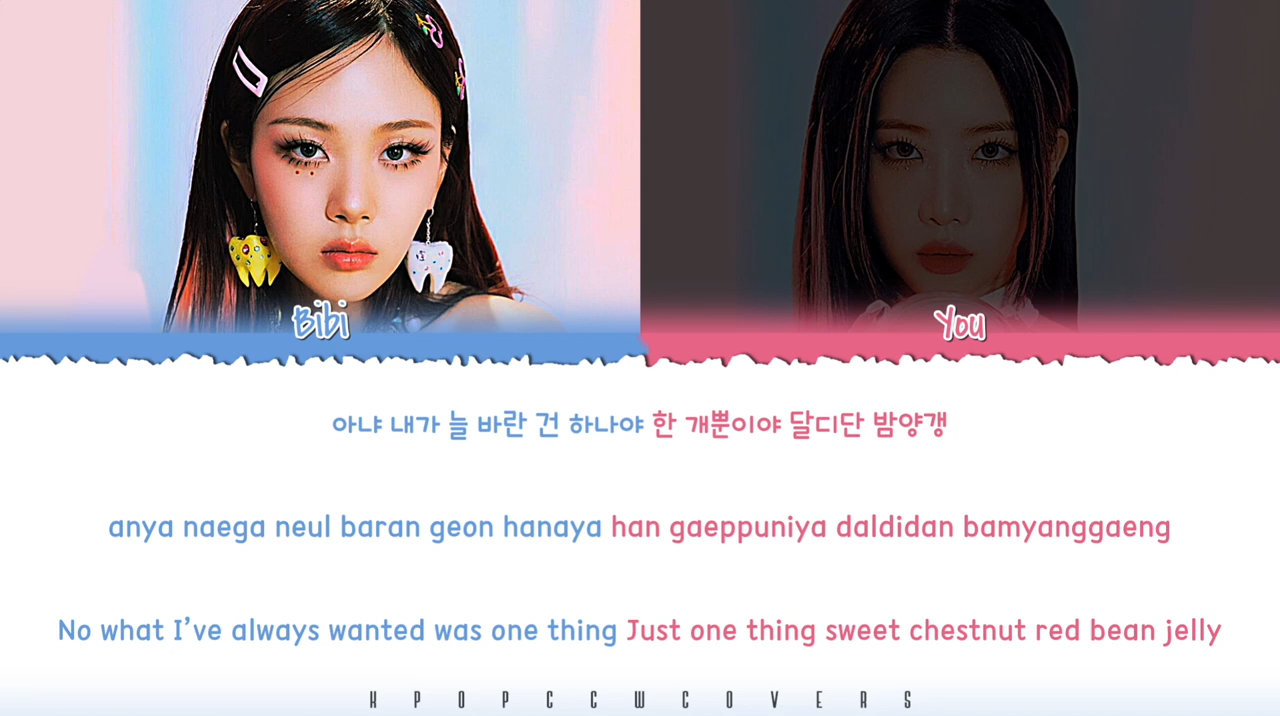 Bibi
You
아냐 내가 늘 바란 건 하나야 한 개뿐이야 달디단 밤양갱
anya naega neul baran geon hanaya han gaeppuniya daldidan bamyanggaeng
No what I’ve always wanted was one thing Just one thing sweet chestnut red bean jelly
KPOPCCWCOVERS